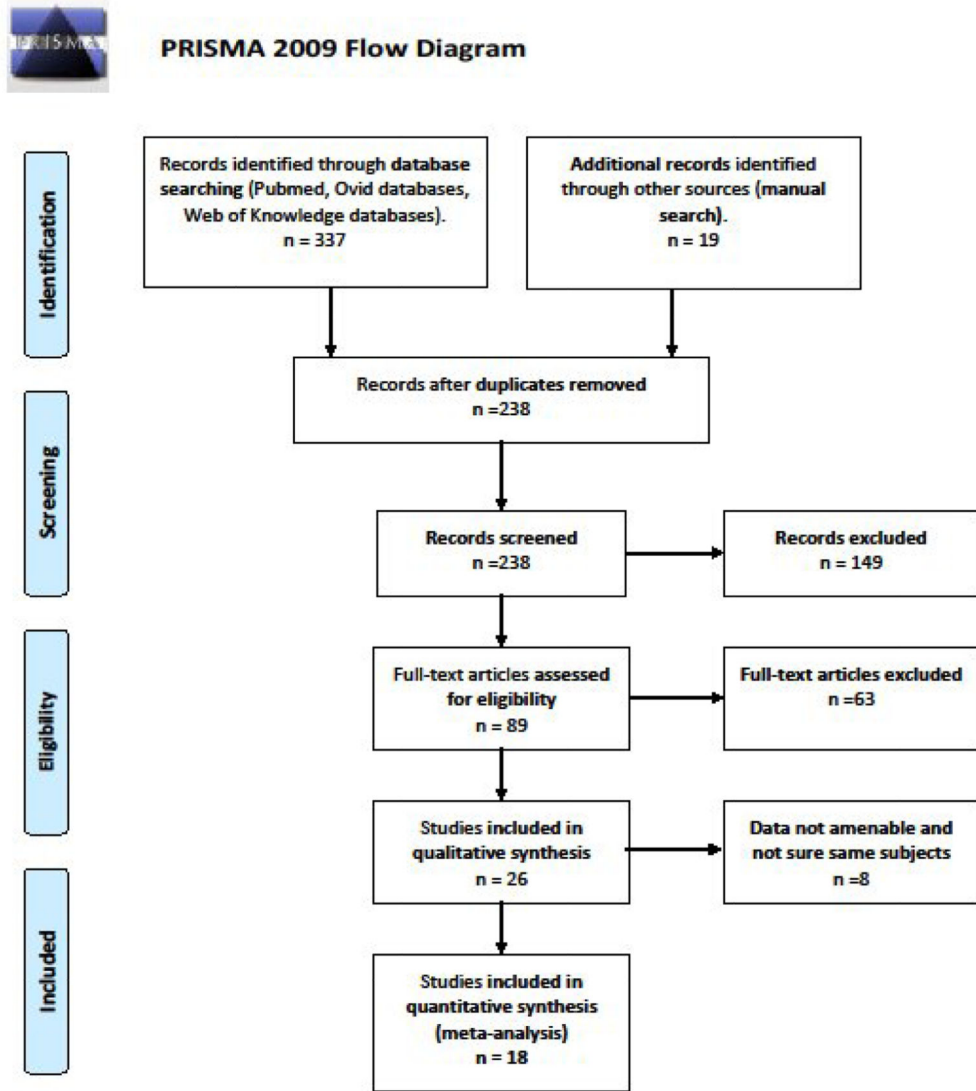 PRISMA
PRISMA 2009 Flow Diagram
Identification
Records identified through database
searching (Pubmed, Ovid databases,
Web of Knowledge databases).
n = 337
Additional records identified
through other sources (manual
search).
n = 19
Records after duplicates removed
n =238
Screening
Records screened
n =238
Records excluded
n = 149
Eligibility
Full-text articles assessed
for eligibility
n = 89
Full-text articles excluded
n =63
Studies included in
qualitative synthesis
n = 26
Data not amenable and
not sure same subjects
n =8
Included
Studies included in
quantitative synthesis
(meta-analysis)
n = 18